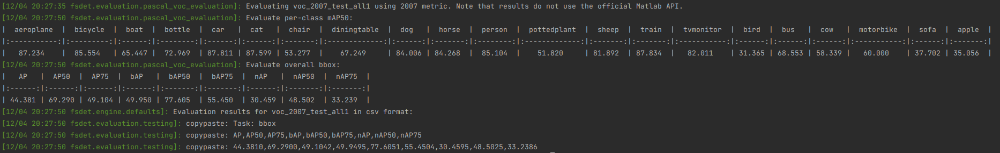 [12/04 20:27:35 fsdet.evaluation.pascal_voc_evaluation]: Evaluating voc_2007_test_all1 using 2007 metric. Note that results do not use the official Matlab API.
[12/04 20:27:50 fsdet.evaluation.pascal_voc_evaluation]: Evaluate per-class mAP50:
| aeroplane | bicycle | boat | bottle | car | cat | chair | diningtable | dog | horse | person | pottedplant | sheep | train | tvmonitor | bird | bus | cow | motorbike | sofa | apple |
|:-----------:|:---------:|:------:|:--------:|:------:|:------:|:-------:|:-------------:|:------:|:-------:|:--------:|:-------------:|:-------:|:-------:|:-----------:|:------:|:------:|:------:|:-----------:|:------:|:-------:|
| 87.234 | 85.554 | 65.447 | 72.969 | 87.811 | 87.599 | 53.277 | 67.249 | 84.006 | 84.268 | 85.104 | 51.820 | 81.892 | 87.834 | 82.011 | 31.365 | 68.553 | 58.339 | 60.000 | 37.702 | 35.056 |
[12/04 20:27:50 fsdet.evaluation.pascal_voc_evaluation]: Evaluate overall bbox:
| AP | AP50 | AP75 | bAP | bAP50 | bAP75 | nAP | nAP50 | nAP75 |
|:------:|:------:|:------:|:------:|:-------:|:-------:|:------:|:-------:|:-------:|
| 44.381 | 69.290 | 49.104 | 49.950 | 77.605 | 55.450 | 30.459 | 48.502 | 33.239 |
[12/04 20:27:50 fsdet.engine.defaults]: Evaluation results for voc_2007_test_all1 in csv format:
[12/04 20:27:50 fsdet.evaluation.testing]: copypaste: Task: bbox
[12/04 20:27:50 fsdet.evaluation.testing]: copypaste: AP,AP50,AP75,bAP,bAP50,bAP75,nAP,nAP50,nAP75
[12/04 20:27:50 fsdet.evaluation.testing]: copypaste: 44.3810,69.2900,49.1042,49.9495,77.6051,55.4504,30.4595,48.5025,33.2386